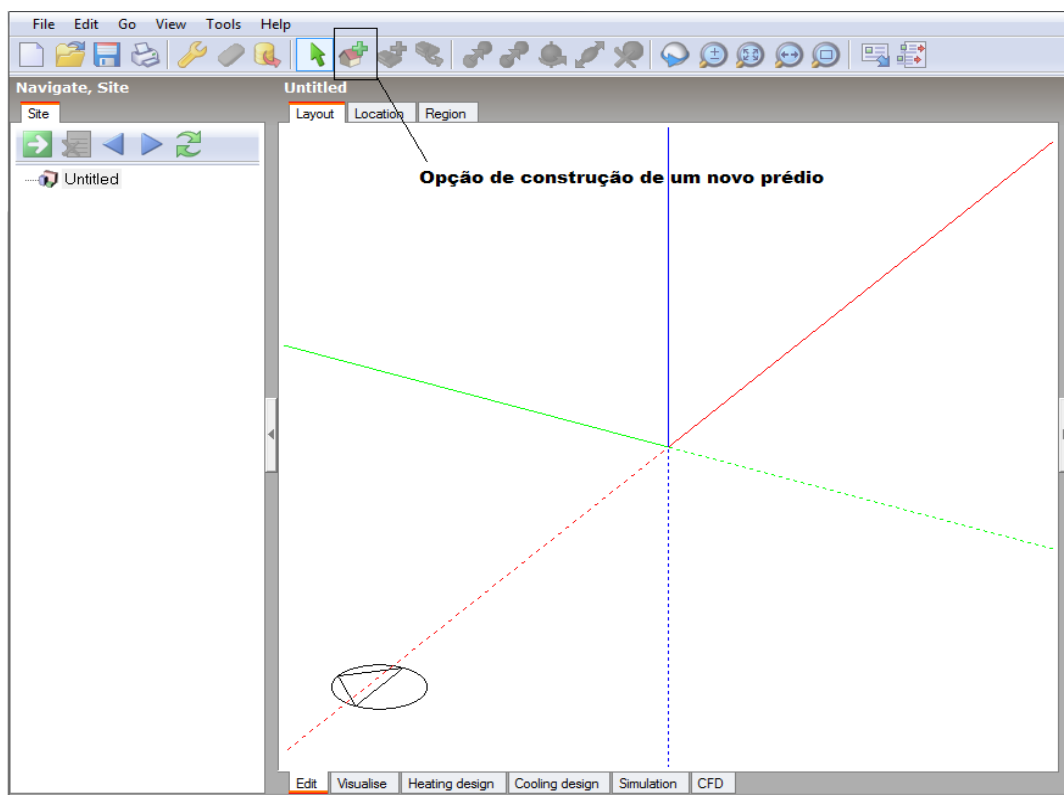 File Edit Go View Tools Help
Navigate, Site
Untitled
Site
Layout Location Region
Untitled
Opção de construção de um novo prédio
Edit Visualise Heating design Cooling design Simulation CFD